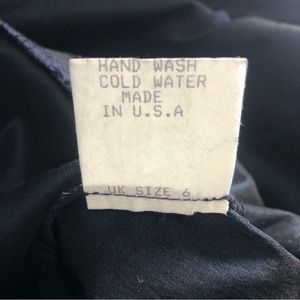 HAND WASH
COLD WATER
MADE
IN U.S.A
UK SIZE 6